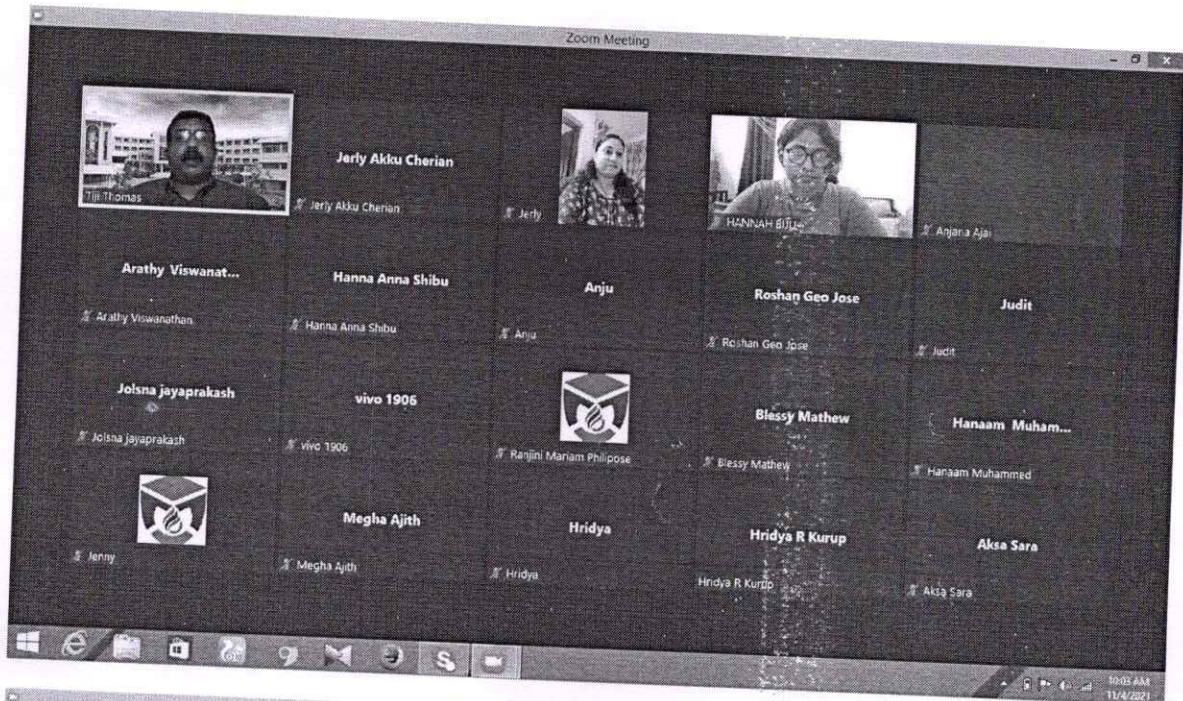 Zoom Meeting
Tiji Thomas
Jerly Akku Cherian
Jerly Akku Cherian
Jerly
HANNAH BIJU
Anjana Ajai
Arathy Viswanat...
Arathy Viswanathan
Hanna Anna Shibu
Hanna Anna Shibu
Anju
Anju
Roshan Geo Jose
Roshan Geo Jose
Judit
Judit
Jolsna jayaprakash
Jolsna jayaprakash
vivo 1906
vivo 1906
Ranjini Mariam Philipose
Blessy Mathew
Blessy Mathew
Hanaam Muham...
Hanaam Muhammed
Jenny
Megha Ajith
Megha Ajith
Hridya
Hridya
Hridya R Kurup
Hridya R Kurup
Aksa Sara
Aksa Sara
10:03 AM
11/4/2021